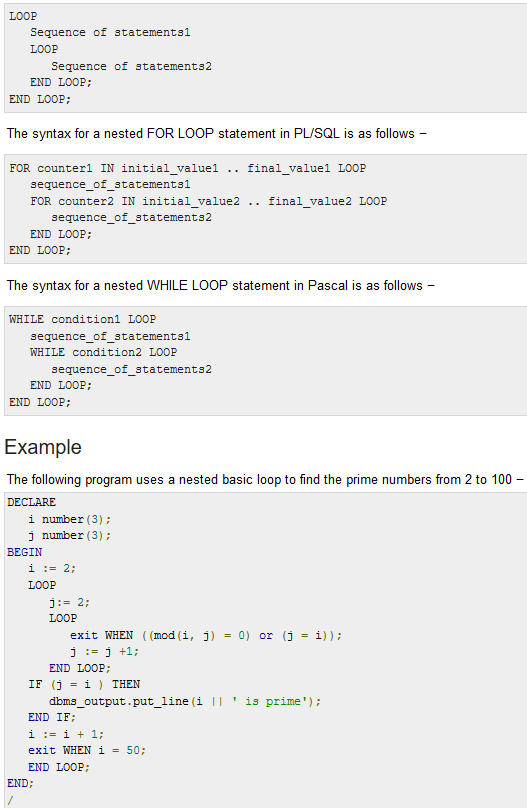 LOOP
   Sequence of statements1
   LOOP
      Sequence of statements2
   END LOOP;
END LOOP;
The syntax for a nested FOR LOOP statement in PL/SQL is as follows −
FOR counter1 IN initial_value1 .. final_value1 LOOP
   sequence_of_statements1
   FOR counter2 IN initial_value2 .. final_value2 LOOP
      sequence_of_statements2
   END LOOP;
END LOOP;
The syntax for a nested WHILE LOOP statement in Pascal is as follows −
WHILE condition1 LOOP
   sequence_of_statements1
   WHILE condition2 LOOP
      sequence_of_statements2
   END LOOP;
END LOOP;
Example
The following program uses a nested basic loop to find the prime numbers from 2 to 100 −
DECLARE
   i number(3);
   j number(3);
BEGIN
   i := 2;
   LOOP
      j:= 2;
      LOOP
         exit WHEN ((mod(i, j) = 0) or (j = i));
         j := j +1;
      END LOOP;
   IF (j = i ) THEN
      dbms_output.put_line(i || ' is prime');
   END IF;
   i := i + 1;
   exit WHEN i = 50;
   END LOOP;
END;
/